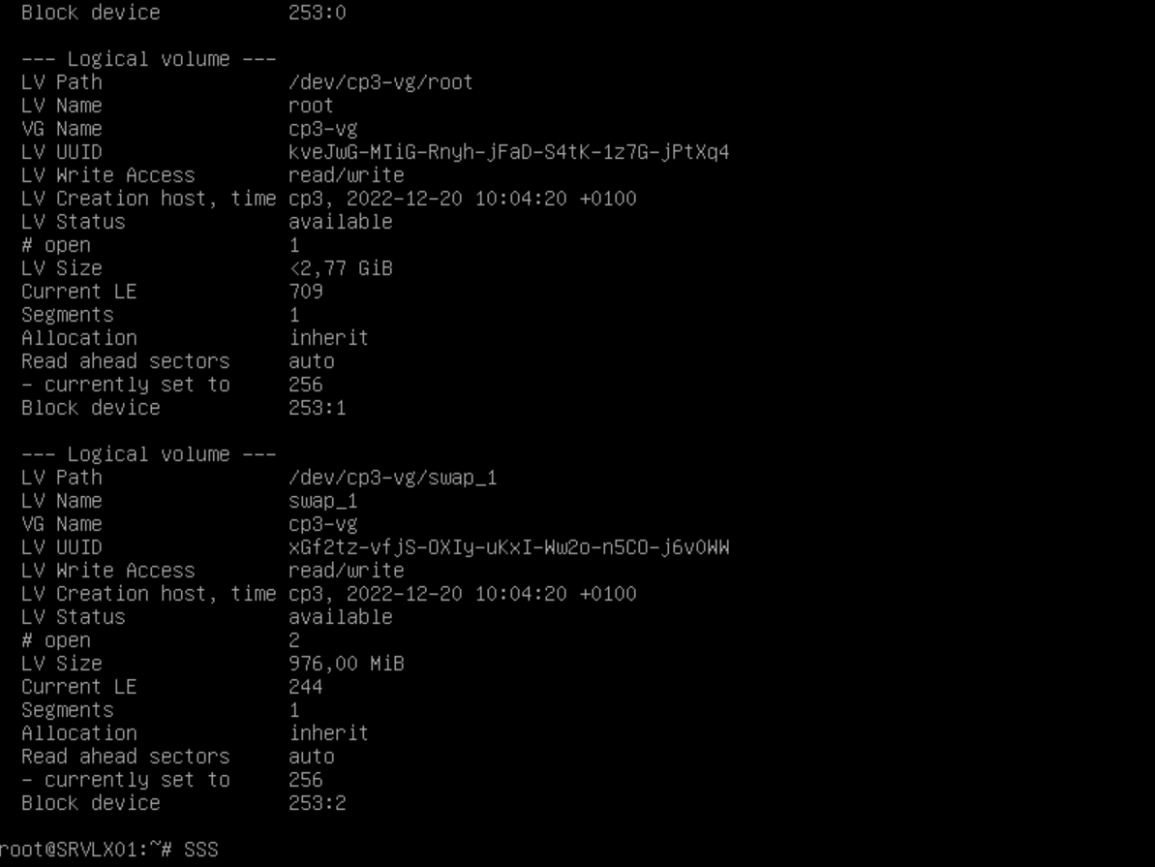 Block device 253:0
--- Logical volume ---
LV Path /dev/cp3-vg/root
LV Name root
VG Name cp3-vg
LV UUID kveJwG-MIiG-Rnyh-jFaD-S4tK-1z7G-jPtXq4
LV Write Access read/write
LV Creation host, time cp3, 2022-12-20 10:04:20 +0100
LV Status available
# open 1
LV Size <2,77 GiB
Current LE 709
Segments 1
Allocation inherit
Read ahead sectors auto
- currently set to 256
Block device 253:1
--- Logical volume ---
LV Path /dev/cp3-vg/swap_1
LV Name swap_1
VG Name cp3-vg
LV UUID xGf2tz-vfjS-OXIy-uKxI-Ww2o-n5CO-j6vOWW
LV Write Access read/write
LV Creation host, time cp3, 2022-12-20 10:04:20 +0100
LV Status available
# open 2
LV Size 976,00 MiB
Current LE 244
Segments 1
Allocation inherit
Read ahead sectors auto
- currently set to 256
Block device 253:2
root@SRVLX01:~# SSS